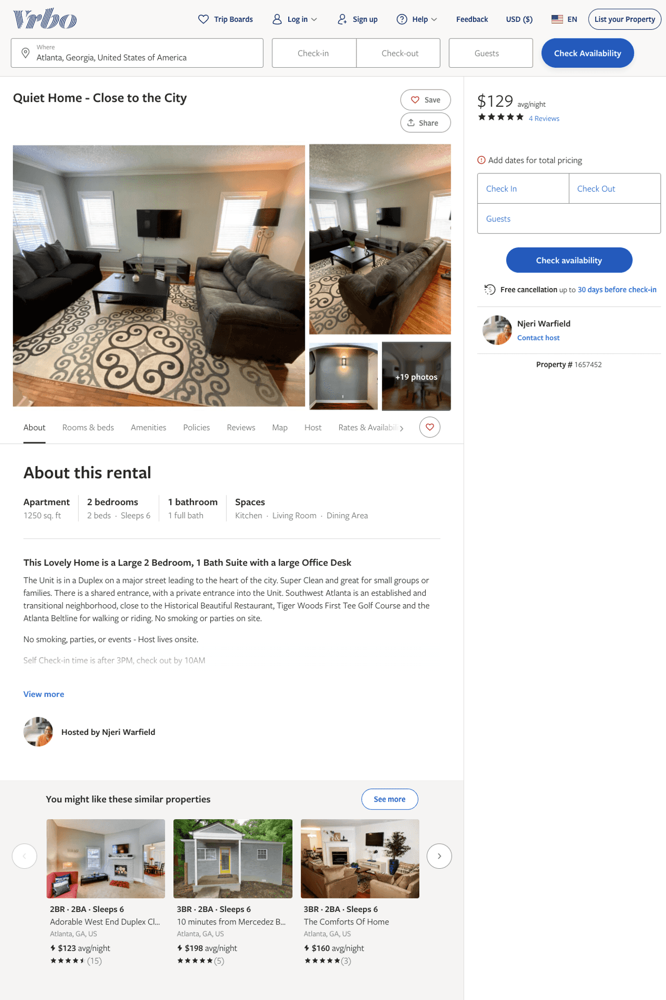 Vrbo
Trip Boards
Log in
Sign up
Help
Feedback
USD ($)
EN
List your Property
Where
Atlanta, Georgia, United States of America
Check-in
Check-out
Guests
Check Availability
Quiet Home - Close to the City
Save
Share
$129 avg/night
4 Reviews
Add dates for total pricing
Check In
Check Out
Guests
Check availability
Free cancellation up to 30 days before check-in
Njeri Warfield
Contact host
Property # 1657452
+19 photos
About
Rooms & beds
Amenities
Policies
Reviews
Map
Host
Rates & Availabili
About this rental
Apartment
1250 sq. ft
2 bedrooms
2 beds · Sleeps 6
1 bathroom
1 full bath
Spaces
Kitchen · Living Room · Dining Area
This Lovely Home is a Large 2 Bedroom, 1 Bath Suite with a large Office Desk
The Unit is in a Duplex on a major street leading to the heart of the city. Super Clean and great for small groups or
families. There is a shared entrance, with a private entrance into the Unit. Southwest Atlanta is an established and
transitional neighborhood, close to the Historical Beautiful Restaurant, Tiger Woods First Tee Golf Course and the
Atlanta Beltline for walking or riding. No smoking or parties on site.
No smoking, parties, or events - Host lives onsite.
Self Check-in time is after 3PM, check out by 10AM
View more
Hosted by Njeri Warfield
You might like these similar properties
See more
2BR · 2BA · Sleeps 6
Adorable West End Duplex Cl...
Atlanta, GA, US
$123 avg/night
(15)
3BR · 2BA · Sleeps 6
10 minutes from Mercedez B...
Atlanta, GA, US
$198 avg/night
(5)
3BR · 2BA · Sleeps 6
The Comforts Of Home
Atlanta, GA, US
$160 avg/night
(3)